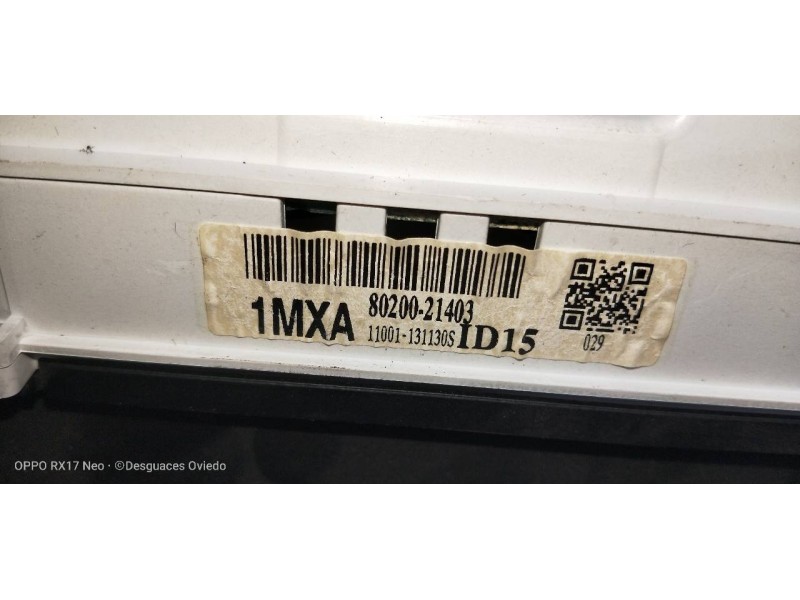 1MXA 80200-21403
11001-131130S ID15
029
OPPO RX17 Neo · ©Desguaces Oviedo